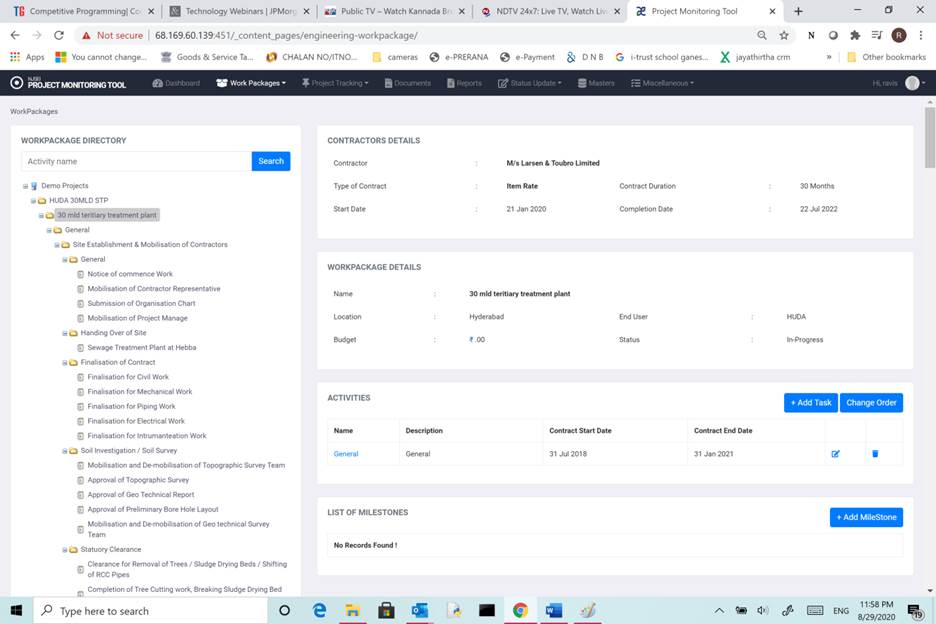 Competitive Programming| Co
Technology Webinars | JPMorg
Public TV – Watch Kannada Bre
NDTV 24x7: Live TV, Watch Live
Project Monitoring Tool
Not secure | 68.169.60.139:451/_content_pages/engineering-workpackage/
Apps
You cannot change...
Goods & Service Ta...
CHALAN NO/ITNO...
cameras
e-PRERANA
e-Payment
D N B
i-trust school ganes...
jayathirtha crm
»
Other bookmarks
NJSEI
PROJECT MONITORING TOOL
Dashboard
Work Packages
Project Tracking
Documents
Reports
Status Update
Masters
Miscellaneous
Hi, ravis
WorkPackages
WORKPACKAGE DIRECTORY
Activity name
Search
Demo Projects
HUDA 30MLD STP
30 mld teritiary treatment plant
General
Site Establishment & Mobilisation of Contractors
General
Notice of commence Work
Mobilisation of Contractor Representative
Submission of Organisation Chart
Mobilisation of Project Manage
Handing Over of Site
Sewage Treatment Plant at Hebba
Finalisation of Contract
Finalisation for Civil Work
Finalisation for Mechanical Work
Finalisation for Piping Work
Finalisation for Electrical Work
Finalisation for Intrumanteation Work
Soil Investigation / Soil Survey
Mobilisation and De-mobilisation of Topographic Survey Team
Approval of Topographic Survey
Approval of Geo Technical Report
Approval of Preliminary Bore Hole Layout
Mobilisation and De-mobilisation of Geo technical Survey
Team
Statuory Clearance
Clearance for Removal of Trees / Sludge Drying Beds / Shifting
of RCC Pipes
Completion of Tree Cutting work, Breaking Sludge Drying Bed
CONTRACTORS DETAILS
Contractor : M/s Larsen & Toubro Limited
Type of Contract : Item Rate Contract Duration : 30 Months
Start Date : 21 Jan 2020 Completion Date : 22 Jul 2022
WORKPACKAGE DETAILS
Name : 30 mld teritiary treatment plant
Location : Hyderabad End User : HUDA
Budget : ₹ .00 Status : In-Progress
ACTIVITIES
+ Add Task
Change Order
Name Description Contract Start Date Contract End Date
General General 31 Jul 2018 31 Jan 2021
LIST OF MILESTONES
+ Add MileStone
No Records Found !
Type here to search
ENG
11:58 PM
8/29/2020
19